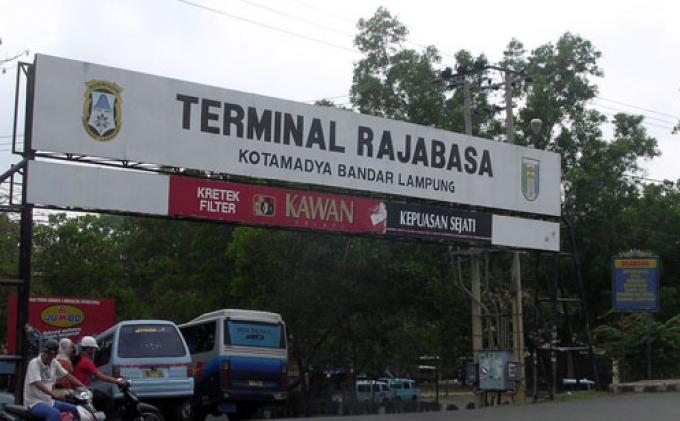 TERMINAL RAJABASA
KOTAMADYA BANDAR LAMPUNG
KRETEK
FILTER
KAWAN
KEPUASAN SEJATI
JUMBO